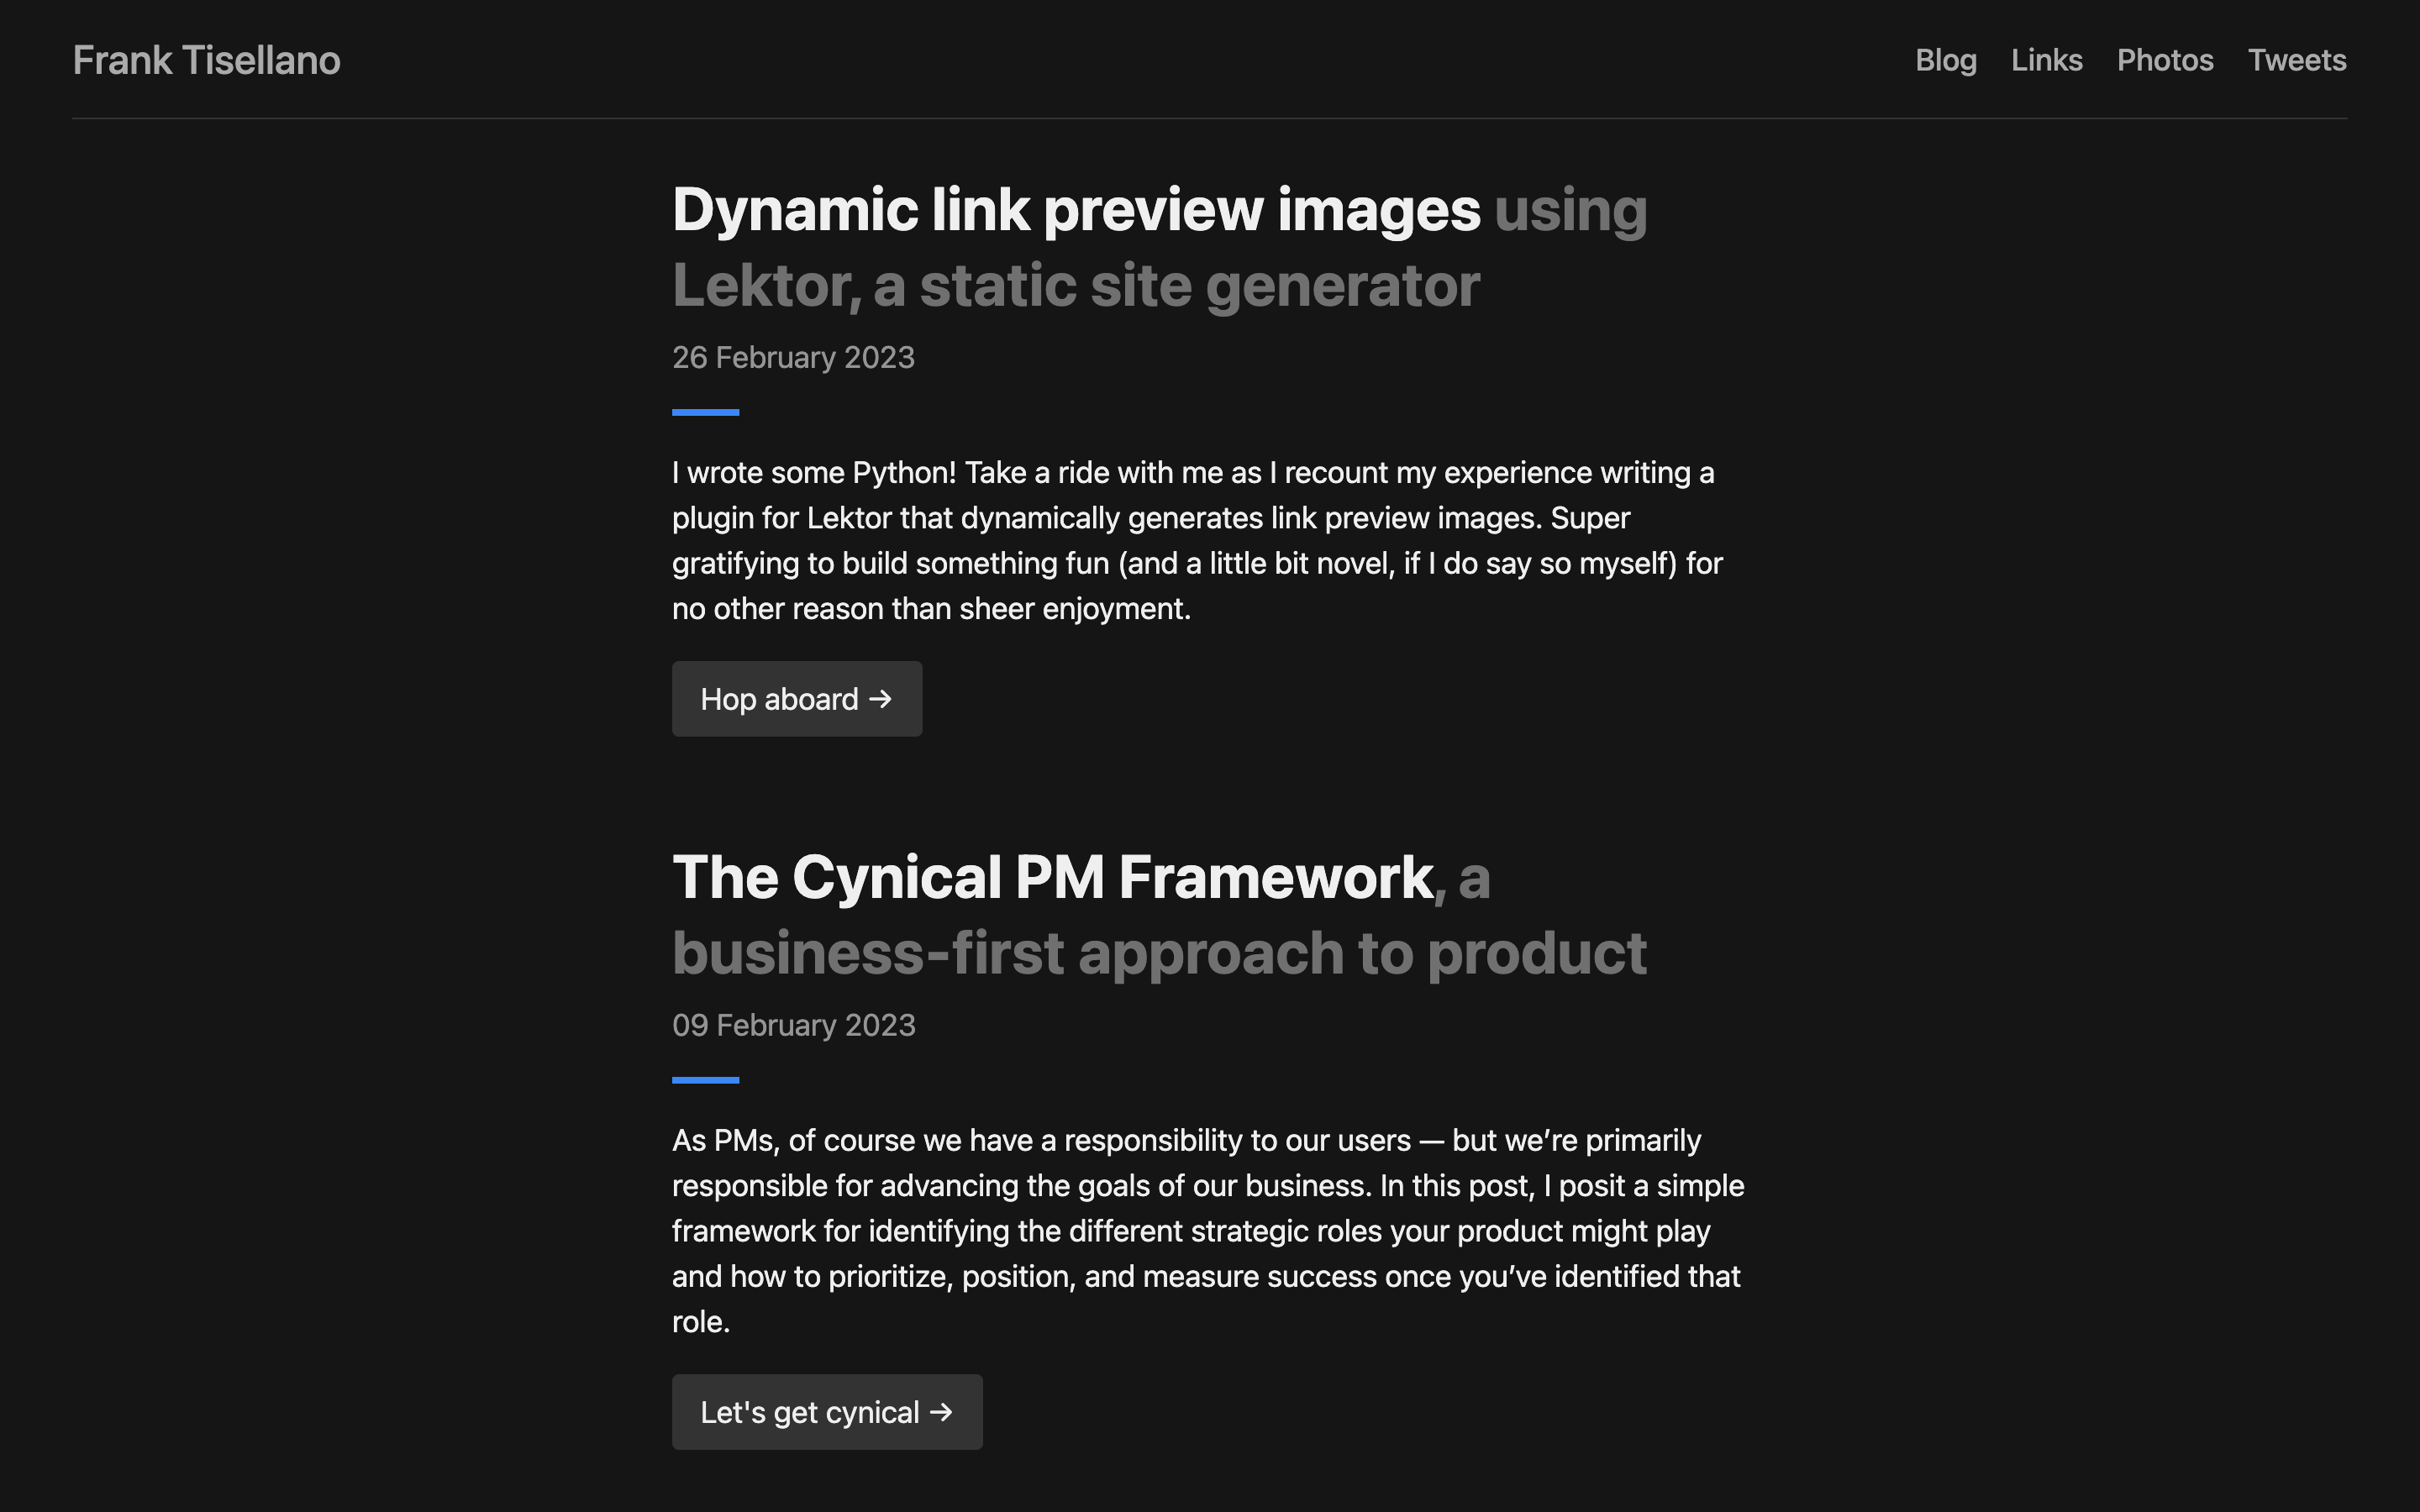 Frank Tisellano
Blog Links Photos Tweets
Dynamic link preview images using
Lektor, a static site generator
26 February 2023
I wrote some Python! Take a ride with me as I recount my experience writing a
plugin for Lektor that dynamically generates link preview images. Super
gratifying to build something fun (and a little bit novel, if I do say so myself) for
no other reason than sheer enjoyment.
Hop aboard →
The Cynical PM Framework, a
business-first approach to product
09 February 2023
As PMs, of course we have a responsibility to our users — but we’re primarily
responsible for advancing the goals of our business. In this post, I posit a simple
framework for identifying the different strategic roles your product might play
and how to prioritize, position, and measure success once you’ve identified that
role.
Let's get cynical →